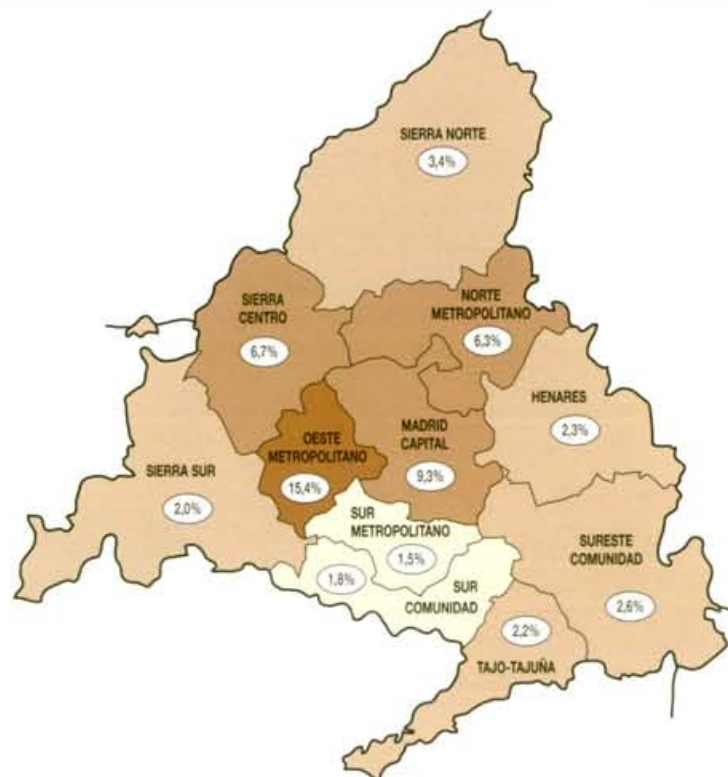 SIERRA NORTE
3,4%
SIERRA
CENTRO
6,7%
NORTE
METROPOLITANO
6,3%
HENARES
2,3%
OESTE
METROPOLITANO
15,4%
MADRID
CAPITAL
9,3%
SIERRA SUR
2,0%
SUR
METROPOLITANO
1,5%
SURESTE
COMUNIDAD
2,6%
1,8%
SUR
COMUNIDAD
2,2%
TAJO-TAJUÑA